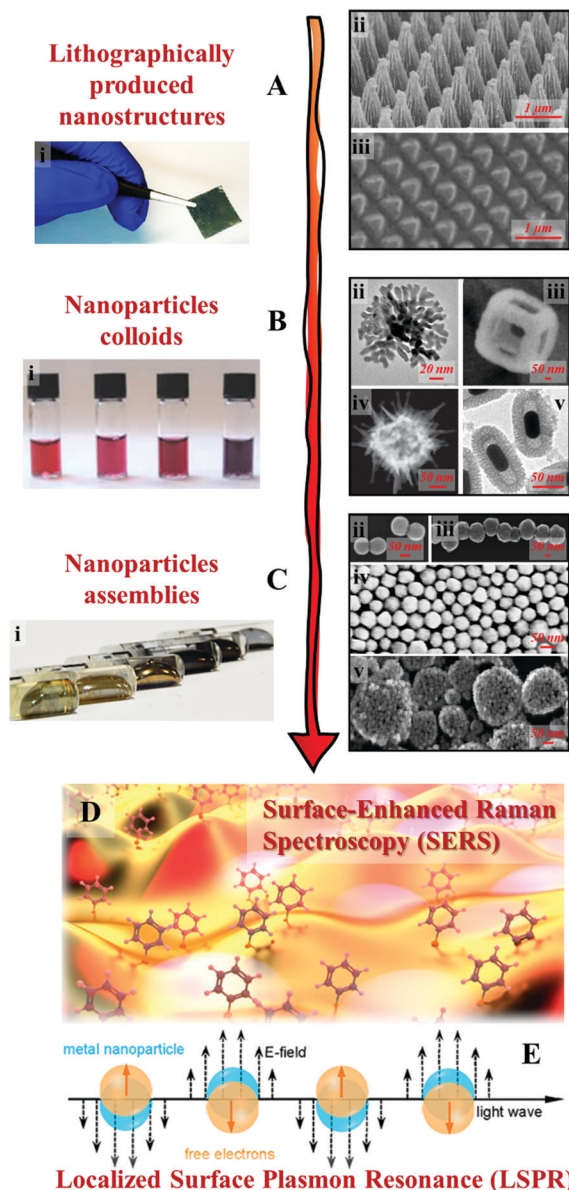 Lithographically
produced
nanostructures
A
i
ii
1 µm
iii
1 µm
Nanoparticles
colloids
B
i
ii
20 nm
iii
50 nm
iv
50 nm
v
50 nm
Nanoparticles
assemblies
C
i
ii
50 nm
iii
50 nm
iv
50 nm
v
50 nm
D
Surface-Enhanced Raman
Spectroscopy (SERS)
metal nanoparticle
E-field
E
light wave
free electrons
Localized Surface Plasmon Resonance (LSPR)